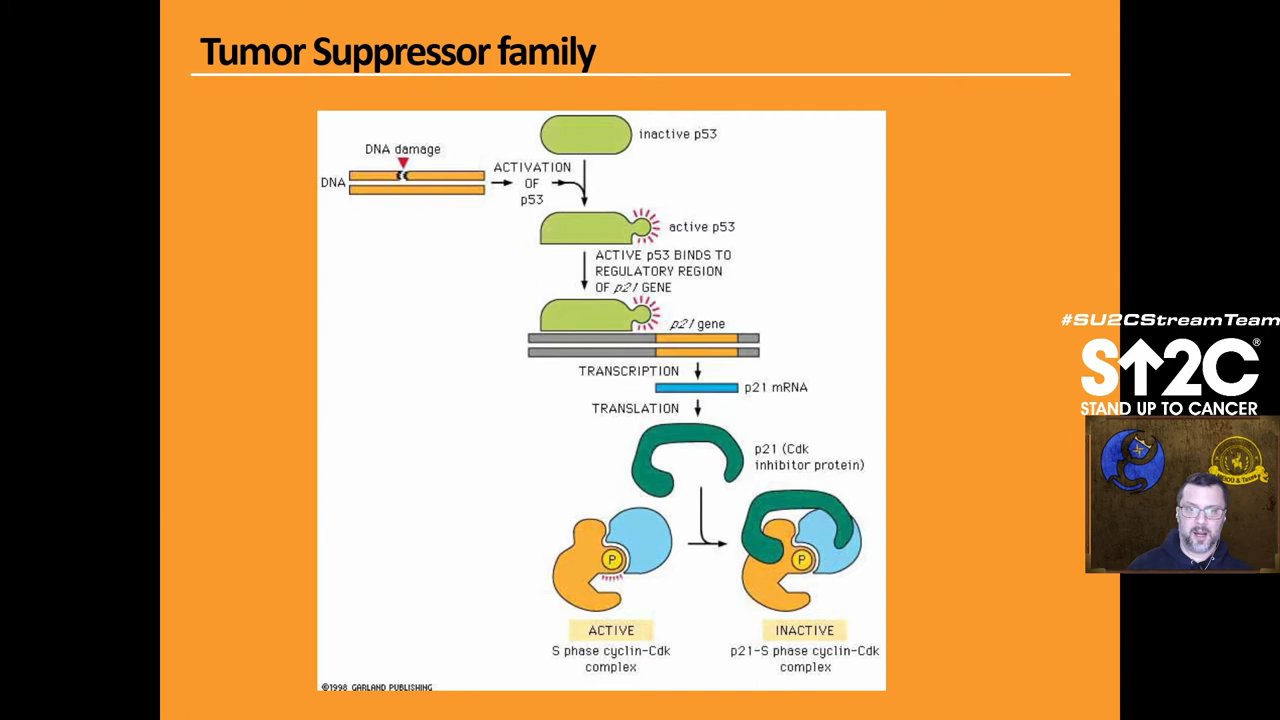 Tumor Suppressor family
inactive p53
DNA damage
DNA
ACTIVATION
OF
p53
active p53
ACTIVE p53 BINDS TO
REGULATORY REGION
OF p21 GENE
p21 gene
TRANSCRIPTION
p21 mRNA
TRANSLATION
p21 (Cdk
inhibitor protein)
P
P
ACTIVE
S phase cyclin-Cdk
complex
INACTIVE
p21-S phase cyclin-Cdk
complex
©1998 GARLAND PUBLISHING
#SU2CStreamTeam
S↑2C®
STAND UP TO CANCER